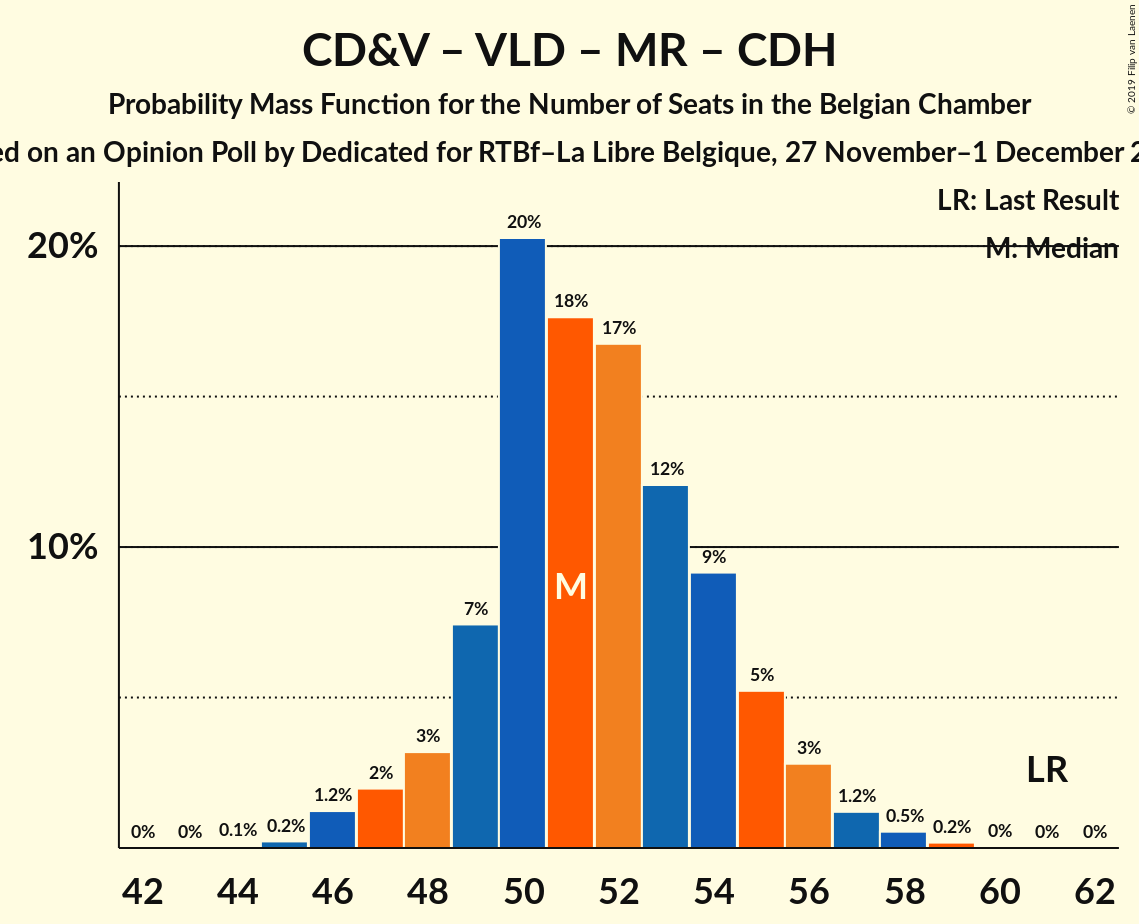 CD&V – VLD – MR – CDH
Probability Mass Function for the Number of Seats in the Belgian Chamber
on an Opinion Poll by Dedicated for RTBf–La Libre Belgique, 27 November–1 December
© 2019 Filip van Laenen
LR: Last Result
M: Median
20%
10%
0% 0% 0.1% 0.2% 1.2% 2% 3% 7% 20% 18% 17% 12% 9% 5% 3% 1.2% 0.5% 0.2% 0% 0% 0%
M
LR
42 44 46 48 50 52 54 56 58 60 62